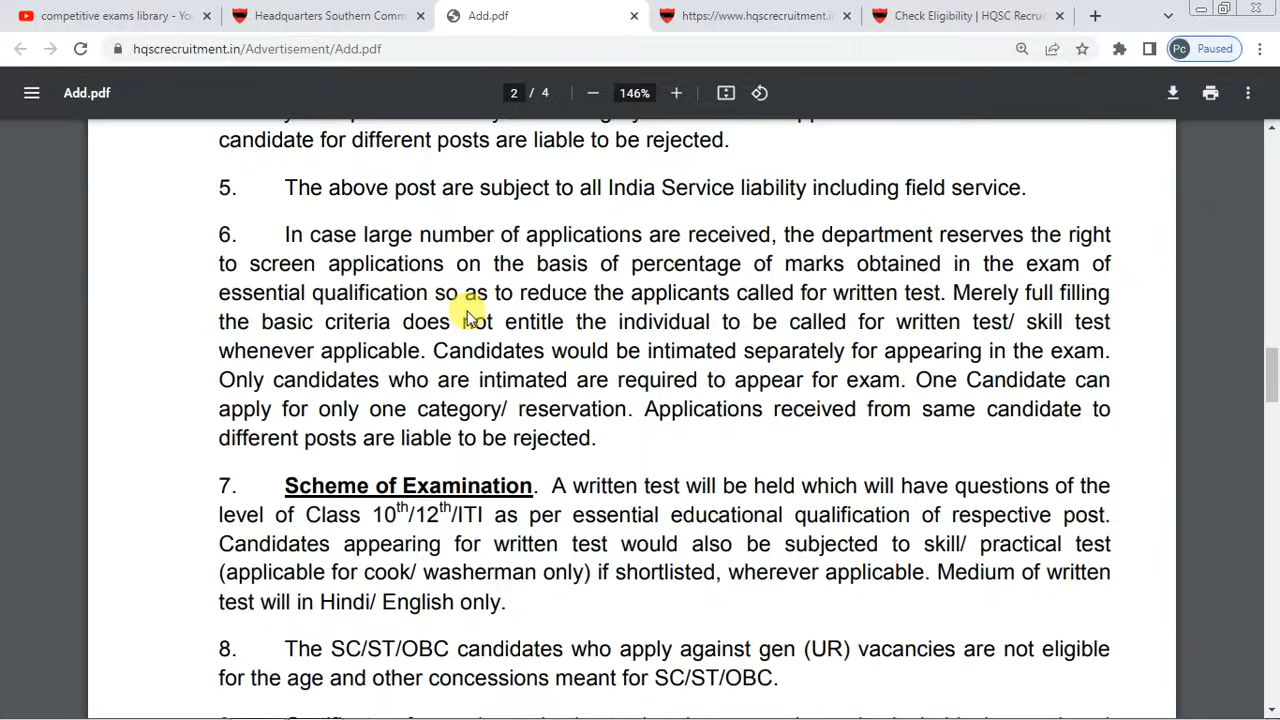 competitive exams library - Yo
Headquarters Southern Comm
Add.pdf
https://www.hqscrecruitment.i
Check Eligibility | HQSC Recru
hqscrecruitment.in/Advertisement/Add.pdf
Pc Paused
Add.pdf
2 / 4
146%
candidate for different posts are liable to be rejected.
5. The above post are subject to all India Service liability including field service.
6. In case large number of applications are received, the department reserves the right
to screen applications on the basis of percentage of marks obtained in the exam of
essential qualification so as to reduce the applicants called for written test. Merely full filling
the basic criteria does not entitle the individual to be called for written test/ skill test
whenever applicable. Candidates would be intimated separately for appearing in the exam.
Only candidates who are intimated are required to appear for exam. One Candidate can
apply for only one category/ reservation. Applications received from same candidate to
different posts are liable to be rejected.
7. Scheme of Examination. A written test will be held which will have questions of the
level of Class 10th/12th/ITI as per essential educational qualification of respective post.
Candidates appearing for written test would also be subjected to skill/ practical test
(applicable for cook/ washerman only) if shortlisted, wherever applicable. Medium of written
test will in Hindi/ English only.
8. The SC/ST/OBC candidates who apply against gen (UR) vacancies are not eligible
for the age and other concessions meant for SC/ST/OBC.